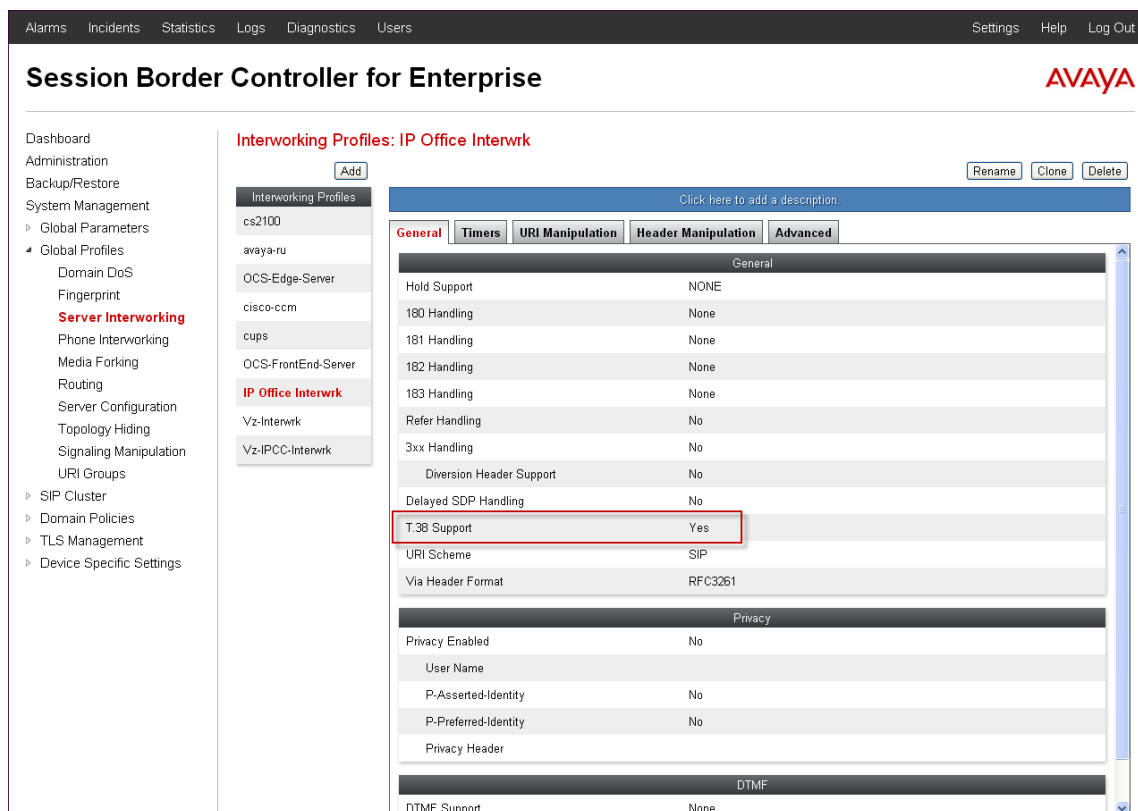 Alarms Incidents Statistics Logs Diagnostics Users Settings Help Log Out
Session Border Controller for Enterprise
AVAYA
Dashboard
Administration
Backup/Restore
System Management
Global Parameters
Global Profiles
Domain DoS
Fingerprint
Server Interworking
Phone Interworking
Media Forking
Routing
Server Configuration
Topology Hiding
Signaling Manipulation
URI Groups
SIP Cluster
Domain Policies
TLS Management
Device Specific Settings
Interworking Profiles: IP Office Interwrk
Add
Rename Clone Delete
Interworking Profiles
cs2100
avaya-ru
OCS-Edge-Server
cisco-ccm
cups
OCS-FrontEnd-Server
IP Office Interwrk
Vz-Interwrk
Vz-IPCC-Interwrk
Click here to add a description.
General Timers URI Manipulation Header Manipulation Advanced
General
Hold Support NONE
180 Handling None
181 Handling None
182 Handling None
183 Handling None
Refer Handling No
3xx Handling No
Diversion Header Support No
Delayed SDP Handling No
T.38 Support Yes
URI Scheme SIP
Via Header Format RFC3261
Privacy
Privacy Enabled No
User Name
P-Asserted-Identity No
P-Preferred-Identity No
Privacy Header
DTMF
DTMF Support None